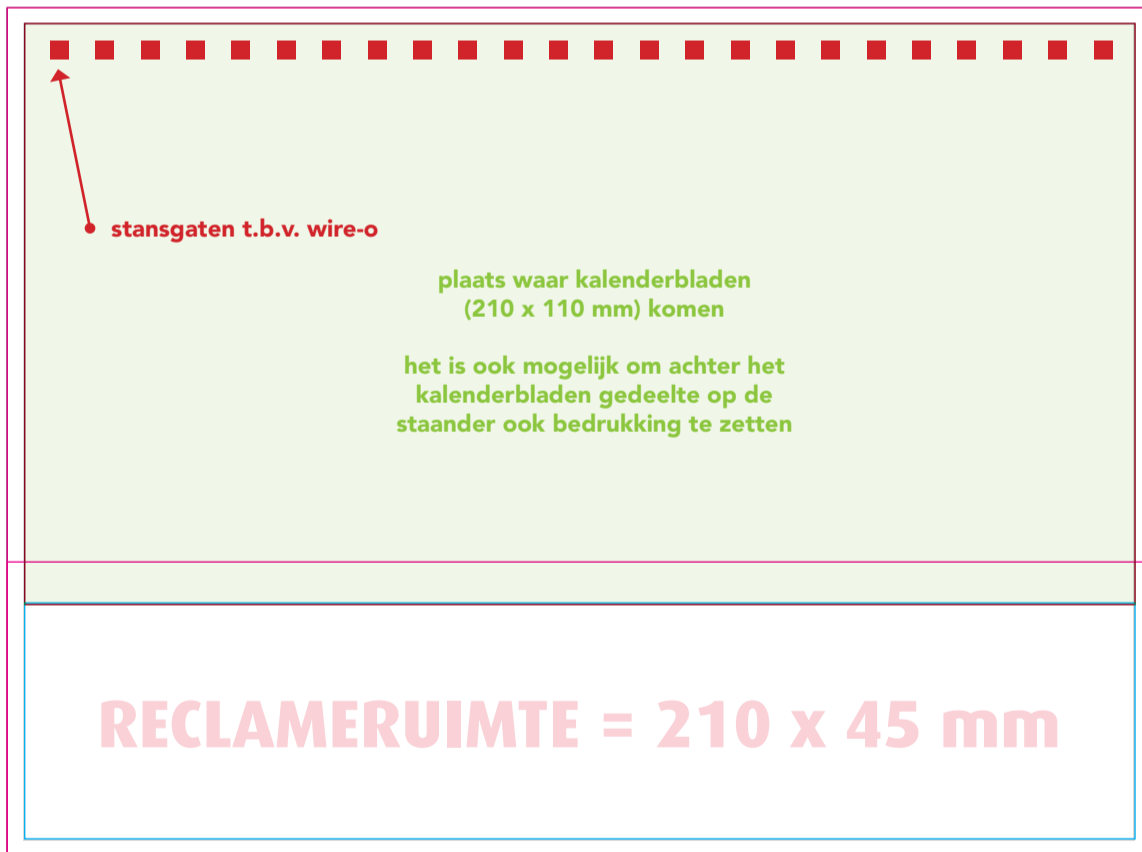 stansgaten t.b.v. wire-o
plaats waar kalenderbladen
(210 x 110 mm) komen
het is ook mogelijk om achter het
kalenderbladen gedeelte op de
staander ook bedrukking te zetten
RECLAMERUIMTE = 210 x 45 mm